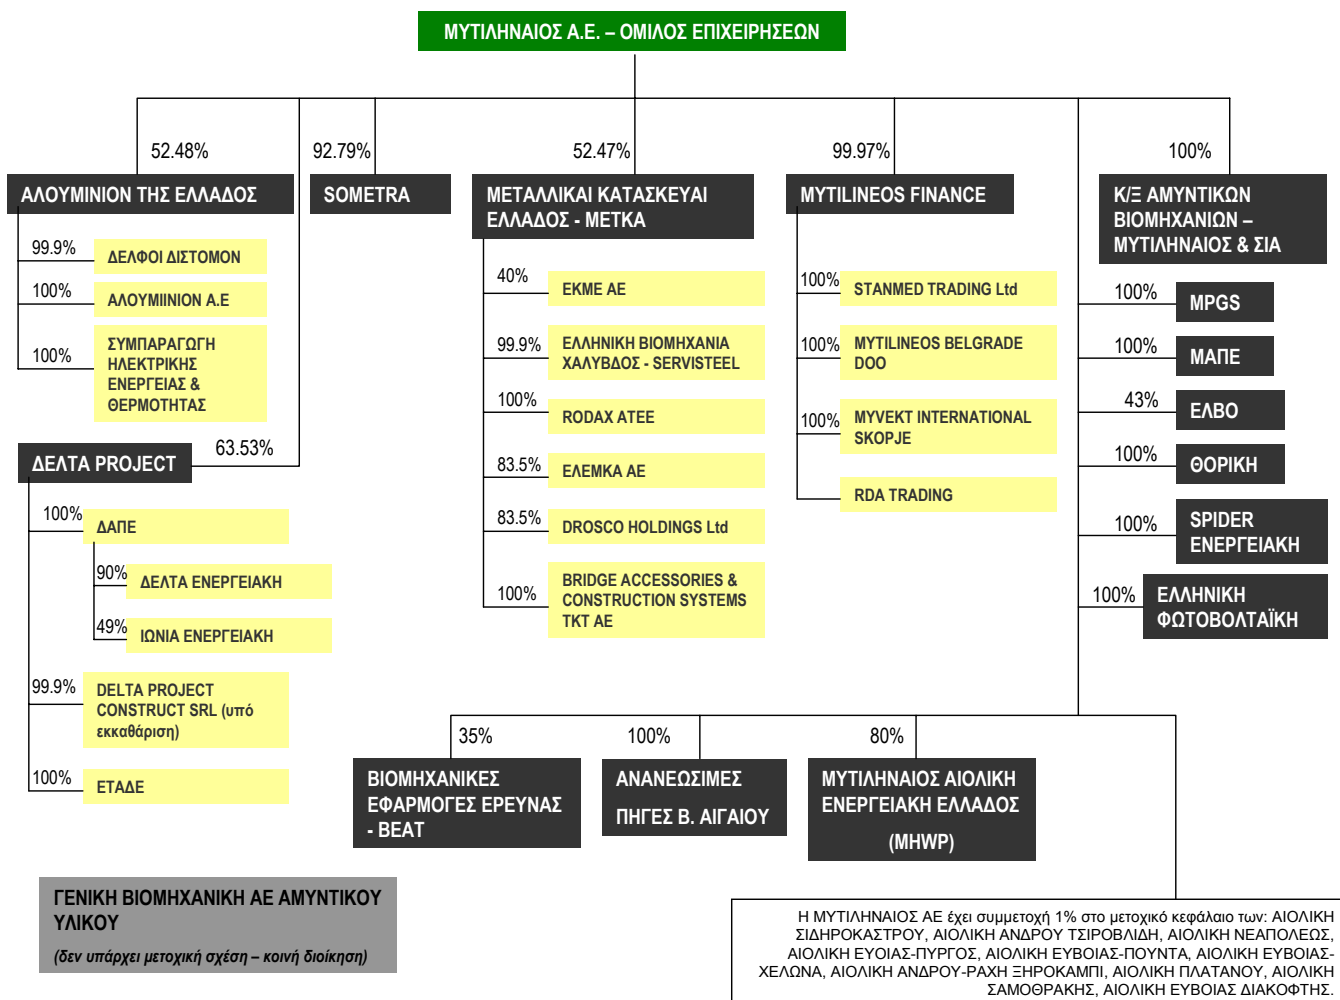 ΜΥΤΙΛΗΝΑΙΟΣ Α.Ε. – ΟΜΙΛΟΣ ΕΠΙΧΕΙΡΗΣΕΩΝ
52.48%
92.79%
52.47%
99.97%
100%
ΑΛΟΥΜΙΝΙΟΝ ΤΗΣ ΕΛΛΑΔΟΣ
99.9%
ΔΕΛΦΟΙ ΔΙΣΤΟΜΟΝ
100%
ΑΛΟΥΜΙΙΝΙΟΝ Α.Ε
100%
ΣΥΜΠΑΡΑΓΩΓΗ
ΗΛΕΚΤΡΙΚΗΣ
ΕΝΕΡΓΕΙΑΣ &
ΘΕΡΜΟΤΗΤΑΣ
ΔΕΛΤΑ PROJECT
63.53%
100%
ΔΑΠΕ
90%
ΔΕΛΤΑ ΕΝΕΡΓΕΙΑΚΗ
49%
ΙΩΝΙΑ ΕΝΕΡΓΕΙΑΚΗ
99.9%
DELTA PROJECT
CONSTRUCT SRL (υπό
εκκαθάριση)
100%
ΕΤΑΔΕ
SOMETRA
ΜΕΤΑΛΛΙΚΑΙ ΚΑΤΑΣΚΕΥΑΙ
ΕΛΛΑΔΟΣ - ΜΕΤΚΑ
40%
ΕΚΜΕ ΑΕ
99.9%
ΕΛΛΗΝΙΚΗ ΒΙΟΜΗΧΑΝΙΑ
ΧΑΛΥΒΔΟΣ - SERVISTEEL
100%
RODAX ΑΤΕΕ
83.5%
ΕΛΕΜΚΑ ΑΕ
83.5%
DROSCO HOLDINGS Ltd
100%
BRIDGE ACCESSORIES &
CONSTRUCTION SYSTEMS
ΤΚΤ ΑΕ
MYTILINEOS FINANCE
100%
STANMED TRADING Ltd
100%
MYTILINEOS BELGRADE
DOO
100%
MYVEKT INTERNATIONAL
SKOPJE
RDA TRADING
Κ/Ξ ΑΜΥΝΤΙΚΩΝ
ΒΙΟΜΗΧΑΝΙΩΝ –
ΜΥΤΙΛΗΝΑΙΟΣ & ΣΙΑ
100%
MPGS
100%
ΜΑΠΕ
43%
ΕΛΒΟ
100%
ΘΟΡΙΚΗ
100%
SPIDER
ΕΝΕΡΓΕΙΑΚΗ
100%
ΕΛΛΗΝΙΚΗ
ΦΩΤΟΒΟΛΤΑΪΚΗ
35%
ΒΙΟΜΗΧΑΝΙΚΕΣ
ΕΦΑΡΜΟΓΕΣ ΕΡΕΥΝΑΣ
- ΒΕΑΤ
100%
ΑΝΑΝΕΩΣΙΜΕΣ
ΠΗΓΕΣ Β. ΑΙΓΑΙΟΥ
80%
ΜΥΤΙΛΗΝΑΙΟΣ ΑΙΟΛΙΚΗ
ΕΝΕΡΓΕΙΑΚΗ ΕΛΛΑΔΟΣ
(MHWP)
ΓΕΝΙΚΗ ΒΙΟΜΗΧΑΝΙΚΗ ΑΕ ΑΜΥΝΤΙΚΟΥ
ΥΛΙΚΟΥ
(δεν υπάρχει μετοχική σχέση – κοινή διοίκηση)
Η ΜΥΤΙΛΗΝΑΙΟΣ ΑΕ έχει συμμετοχή 1% στο μετοχικό κεφάλαιο των: ΑΙΟΛΙΚΗ
ΣΙΔΗΡΟΚΑΣΤΡΟΥ, ΑΙΟΛΙΚΗ ΑΝΔΡΟΥ ΤΣΙΡΟΒΛΙΔΗ, ΑΙΟΛΙΚΗ ΝΕΑΠΟΛΕΩΣ,
ΑΙΟΛΙΚΗ ΕΥΟΙΑΣ-ΠΥΡΓΟΣ, ΑΙΟΛΙΚΗ ΕΥΒΟΙΑΣ-ΠΟΥΝΤΑ, ΑΙΟΛΙΚΗ ΕΥΒΟΙΑΣ-
ΧΕΛΩΝΑ, ΑΙΟΛΙΚΗ ΑΝΔΡΟΥ-ΡΑΧΗ ΞΗΡΟΚΑΜΠΙ, ΑΙΟΛΙΚΗ ΠΛΑΤΑΝΟΥ, ΑΙΟΛΙΚΗ
ΣΑΜΟΘΡΑΚΗΣ, ΑΙΟΛΙΚΗ ΕΥΒΟΙΑΣ ΔΙΑΚΟΦΤΗΣ.